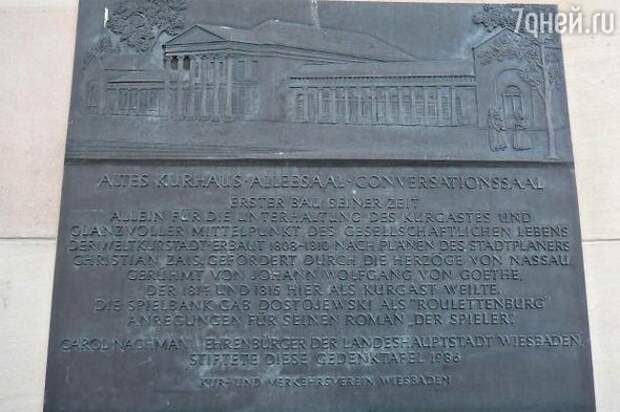 7дней.ru
ALTES KURHAUS·ALLEESAAL·CONVERSATIONSSAAL
ERSTER BAU SEINER ZEIT
ALLEIN FÜR DIE UNTERHALTUNG DES KURGASTES UND
GLANZVOLLER MITTELPUNKT DES GESELLSCHAFTLICHEN LEBENS
DER WELTKURSTADT·ERBAUT 1808-1810 NACH PLÄNEN DES STADTPLANERS
CHRISTIAN ZAIS, GEFÖRDERT DURCH DIE HERZÖGE VON NASSAU.
GERÜHMT VON JOHANN WOLFGANG VON GOETHE,
DER 1814 UND 1815 HIER ALS KURGAST WEILTE.
DIE SPIELBANK GAB DOSTOJEWSKI ALS "ROULETTENBURG"
ANREGUNGEN FÜR SEINEN ROMAN „DER SPIELER".
CAROL NACHMAN EHRENBÜRGER DER LANDESHAUPTSTADT WIESBADEN,
STIFTETE DIESE GEDENKTAFEL 1986
KUR- UND VERKEHRSVEREIN WIESBADEN